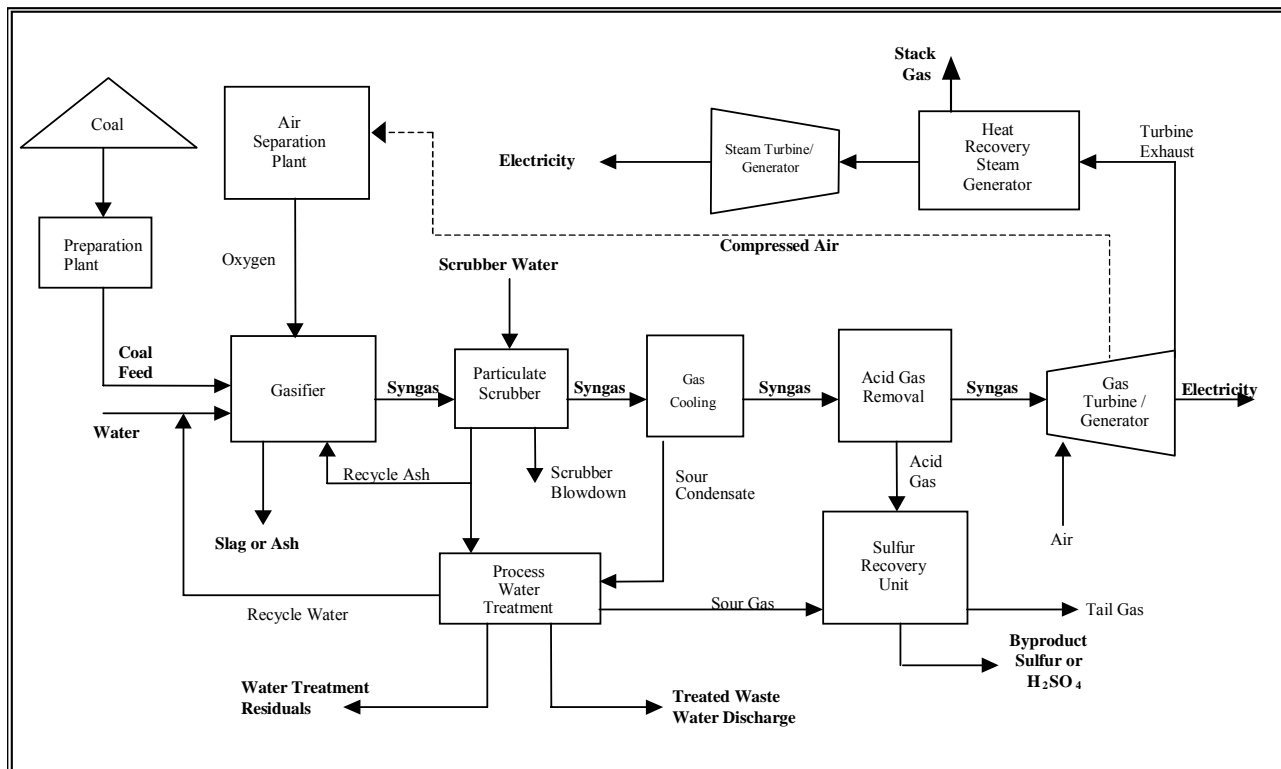 Stack
Gas
Coal
Air
Separation
Plant
Steam Turbine/
Generator
Heat
Recovery
Steam
Generator
Turbine
Exhaust
Electricity
Preparation
Plant
Oxygen
Compressed Air
Scrubber Water
Coal
Feed
Water
Gasifier
Syngas
Particulate
Scrubber
Syngas
Gas
Cooling
Syngas
Acid Gas
Removal
Syngas
Gas
Turbine /
Generator
Electricity
Recycle Ash
Scrubber
Blowdown
Sour
Condensate
Acid
Gas
Air
Slag or Ash
Process
Water
Treatment
Sulfur
Recovery
Unit
Recycle Water
Sour Gas
Tail Gas
Byproduct
Sulfur or
H₂SO₄
Water Treatment
Residuals
Treated Waste
Water Discharge